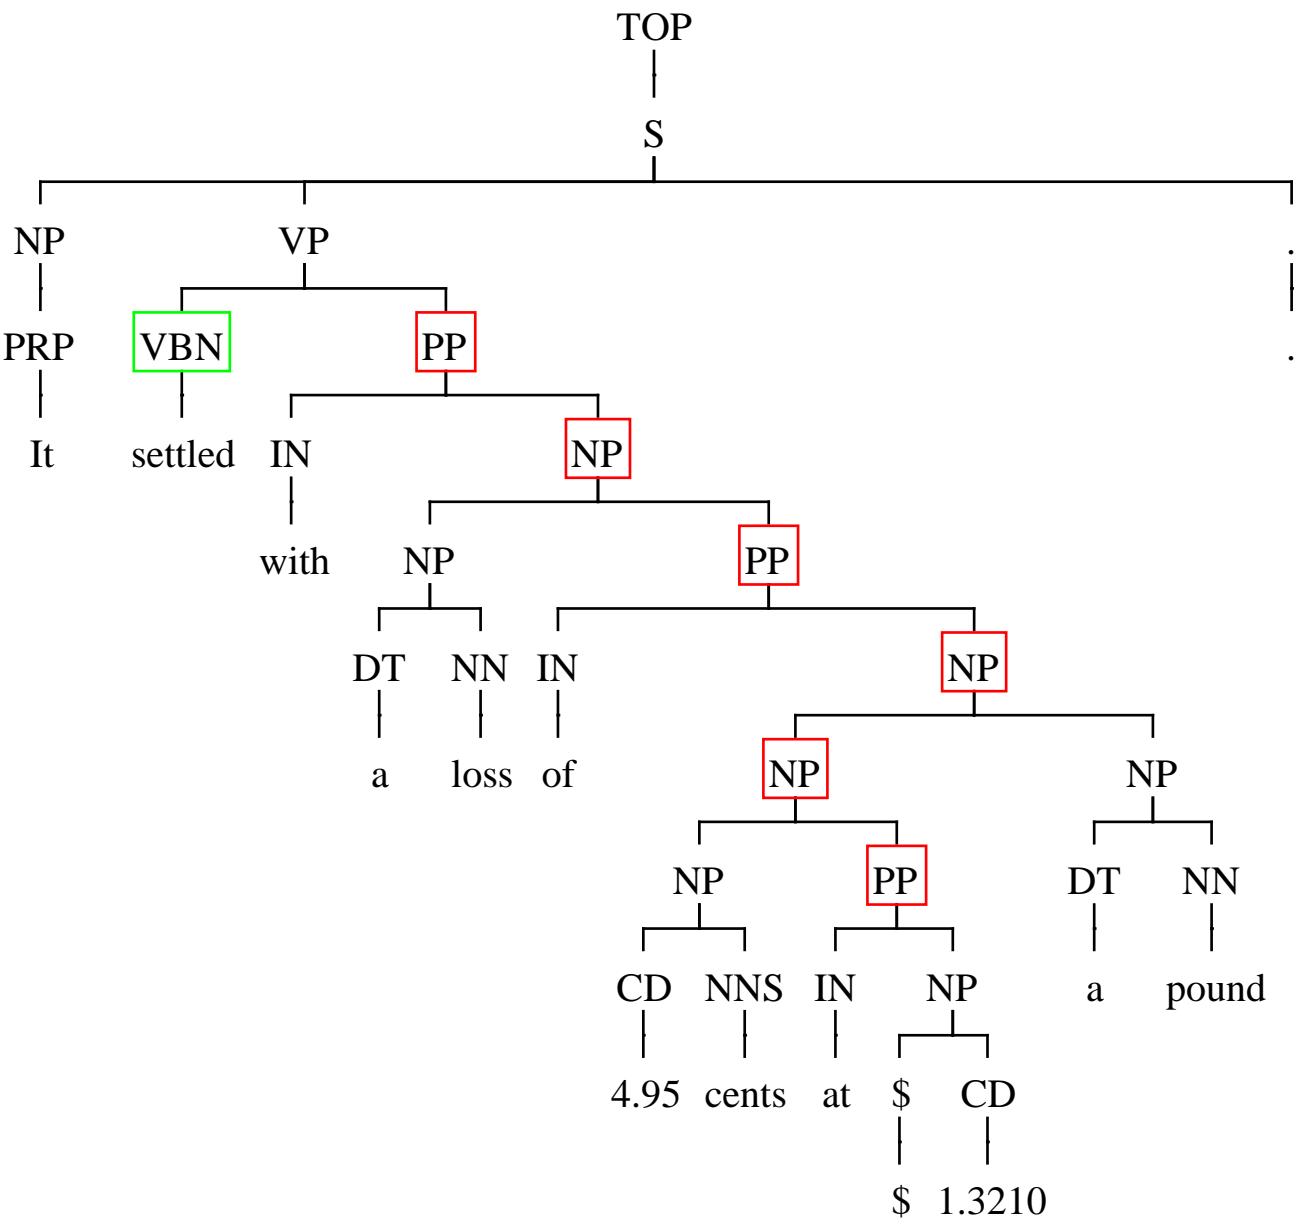 TOP
S
NP VP .
PRP VBN PP .
It settled IN NP
with NP PP
DT NN IN NP
a loss of NP NP
NP PP DT NN
CD NNS IN NP a pound
4.95 cents at $ CD
$ 1.3210